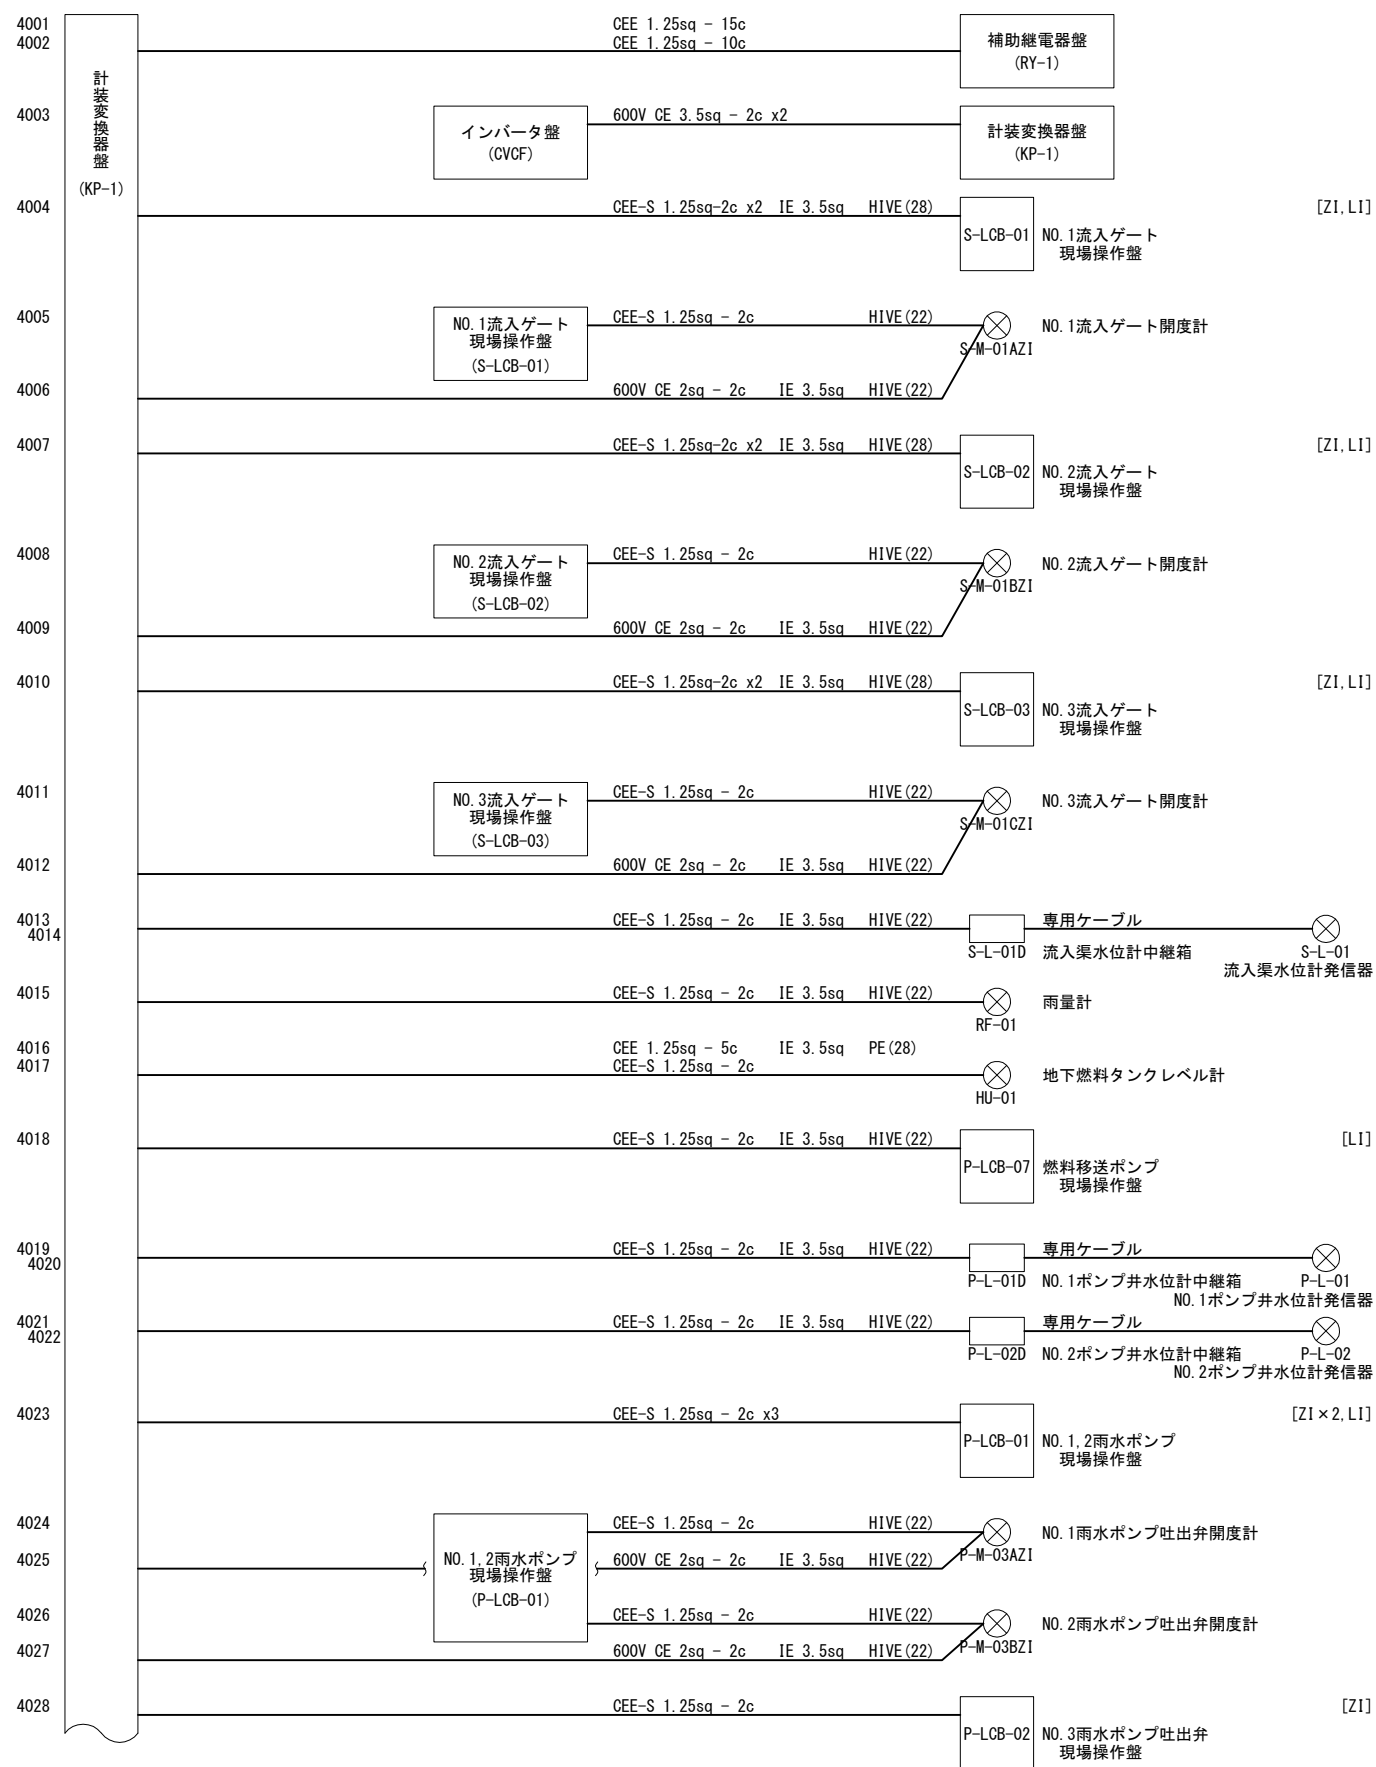 計装変換器盤
(KP-1)
4001 CEE 1.25sq - 15c
4002 CEE 1.25sq - 10c
補助継電器盤
(RY-1)
4003 600V CE 3.5sq - 2c x2
インバータ盤
(CVCF)
計装変換器盤
(KP-1)
4004 CEE-S 1.25sq-2c x2 IE 3.5sq HIVE(28) [ZI,LI]
S-LCB-01 NO.1流入ゲート
現場操作盤
4005 CEE-S 1.25sq - 2c HIVE(22)
NO.1流入ゲート
現場操作盤
(S-LCB-01)
NO.1流入ゲート開度計
S-M-01AZI
4006 600V CE 2sq - 2c IE 3.5sq HIVE(22)
4007 CEE-S 1.25sq-2c x2 IE 3.5sq HIVE(28) [ZI,LI]
S-LCB-02 NO.2流入ゲート
現場操作盤
4008 CEE-S 1.25sq - 2c HIVE(22)
NO.2流入ゲート
現場操作盤
(S-LCB-02)
NO.2流入ゲート開度計
S-M-01BZI
4009 600V CE 2sq - 2c IE 3.5sq HIVE(22)
4010 CEE-S 1.25sq-2c x2 IE 3.5sq HIVE(28) [ZI,LI]
S-LCB-03 NO.3流入ゲート
現場操作盤
4011 CEE-S 1.25sq - 2c HIVE(22)
NO.3流入ゲート
現場操作盤
(S-LCB-03)
NO.3流入ゲート開度計
S-M-01CZI
4012 600V CE 2sq - 2c IE 3.5sq HIVE(22)
4013 CEE-S 1.25sq - 2c IE 3.5sq HIVE(22) 専用ケーブル
4014
S-L-01D 流入渠水位計中継箱 S-L-01
流入渠水位計発信器
4015 CEE-S 1.25sq - 2c IE 3.5sq HIVE(22) 雨量計
RF-01
4016 CEE 1.25sq - 5c IE 3.5sq PE(28)
4017 CEE-S 1.25sq - 2c
地下燃料タンクレベル計
HU-01
4018 CEE-S 1.25sq - 2c IE 3.5sq HIVE(22) [LI]
P-LCB-07 燃料移送ポンプ
現場操作盤
4019 CEE-S 1.25sq - 2c IE 3.5sq HIVE(22) 専用ケーブル
4020
P-L-01D NO.1ポンプ井水位計中継箱 P-L-01
NO.1ポンプ井水位計発信器
4021 CEE-S 1.25sq - 2c IE 3.5sq HIVE(22) 専用ケーブル
4022
P-L-02D NO.2ポンプ井水位計中継箱 P-L-02
NO.2ポンプ井水位計発信器
4023 CEE-S 1.25sq - 2c x3 [ZI×2,LI]
P-LCB-01 NO.1,2雨水ポンプ
現場操作盤
4024 CEE-S 1.25sq - 2c HIVE(22)
NO.1雨水ポンプ吐出弁開度計
P-M-03AZI
4025 600V CE 2sq - 2c IE 3.5sq HIVE(22)
NO.1,2雨水ポンプ
現場操作盤
(P-LCB-01)
4026 CEE-S 1.25sq - 2c HIVE(22)
NO.2雨水ポンプ吐出弁開度計
P-M-03BZI
4027 600V CE 2sq - 2c IE 3.5sq HIVE(22)
4028 CEE-S 1.25sq - 2c [ZI]
P-LCB-02 NO.3雨水ポンプ吐出弁
現場操作盤